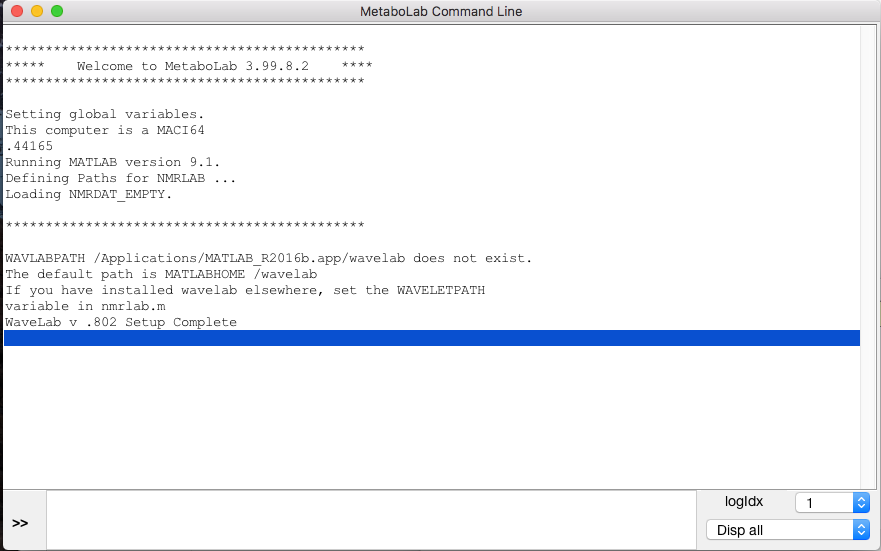 MetaboLab Command Line
*********************************************
*****    Welcome to MetaboLab 3.99.8.2    ****
*********************************************
Setting global variables.
This computer is a MACI64
.44165
Running MATLAB version 9.1.
Defining Paths for NMRLAB ...
Loading NMRDAT_EMPTY.
*********************************************
WAVLABPATH /Applications/MATLAB_R2016b.app/wavelab does not exist.
The default path is MATLABHOME /wavelab
If you have installed wavelab elsewhere, set the WAVELETPATH
variable in nmrlab.m
WaveLab v .802 Setup Complete
logIdx 1
>>
Disp all